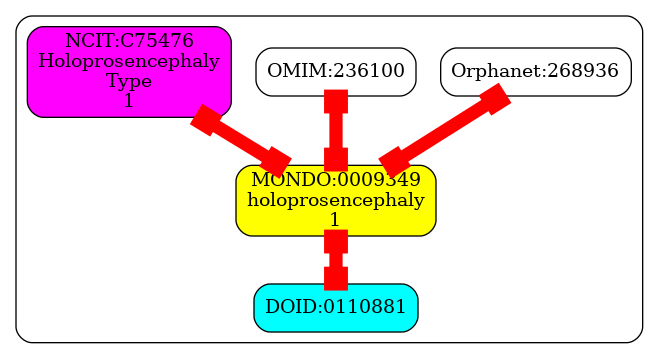 NCIT:C75476
Holoprosencephaly
Type
1
OMIM:236100
Orphanet:268936
MONDO:0009349
holoprosencephaly
1
DOID:0110881